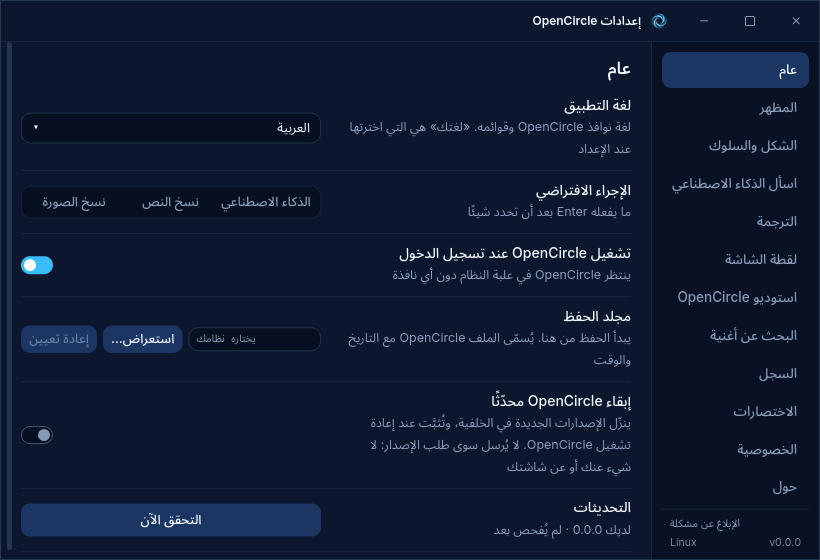 إعدادات OpenCircle
عام
المظهر
الشكل والسلوك
اسأل الذكاء الاصطناعي
الترجمة
لقطة الشاشة
استوديو OpenCircle
البحث عن أغنية
السجل
الاختصارات
الخصوصية
حول
الإبلاغ عن مشكلة
Linux
v0.0.0
عام
لغة التطبيق
لغة نوافذ OpenCircle وقوائمه. «لغتك» هي التي اخترتها
عند الإعداد
العربية
الإجراء الافتراضي
ما يفعله Enter بعد أن تحدد شيئًا
الذكاء الاصطناعي
نسخ النص
نسخ الصورة
تشغيل OpenCircle عند تسجيل الدخول
ينتظر OpenCircle في علبة النظام دون أي نافذة
مجلد الحفظ
يبدأ الحفظ من هنا. يُسمّى الملف OpenCircle مع التاريخ
والوقت
يختاره نظامك
استعراض...
إعادة تعيين
إبقاء OpenCircle محدّثًا
ينزّل الإصدارات الجديدة في الخلفية، وتُثبَّت عند إعادة
تشغيل OpenCircle. لا يُرسل سوى طلب الإصدار: لا
شيء عنك أو عن شاشتك
التحديثات
لديك 0.0.0 · لم يُفحص بعد
التحقق الآن